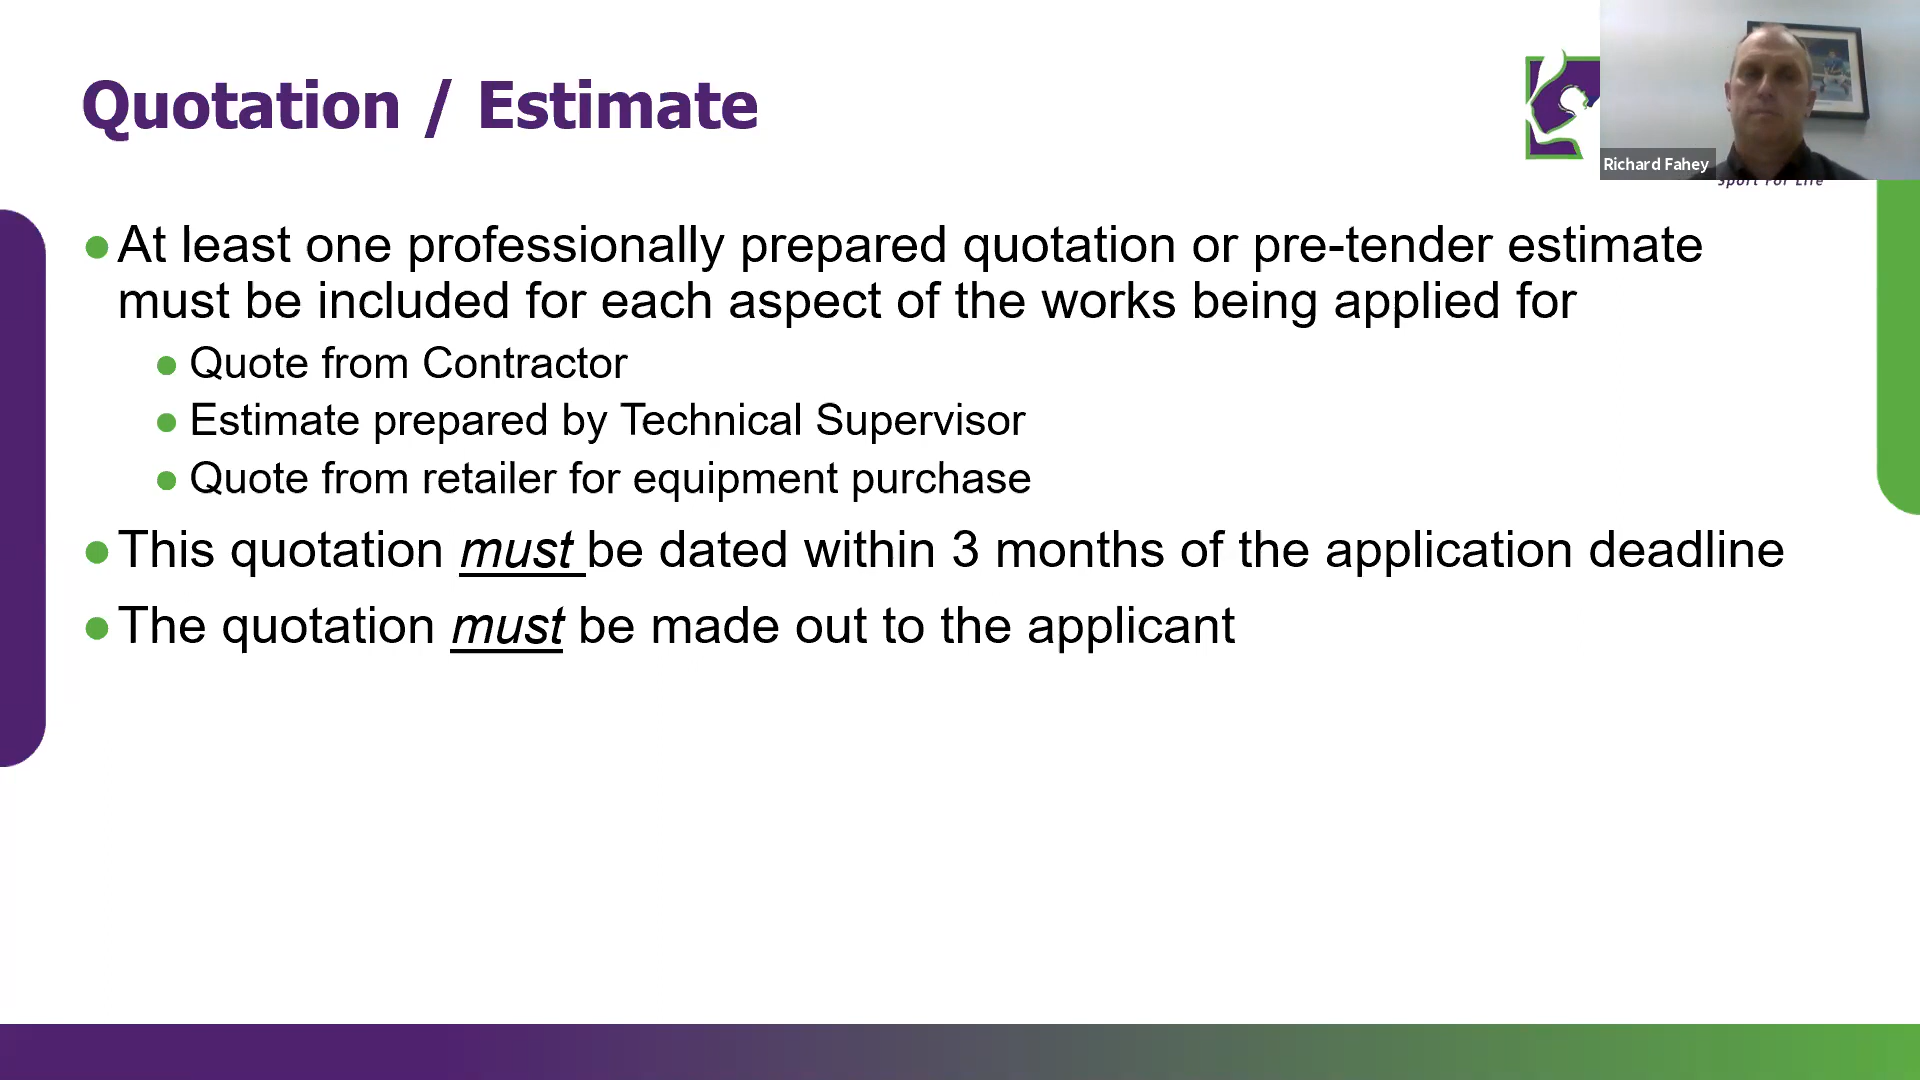 Quotation / Estimate
Richard Fahey
Sport For Life
At least one professionally prepared quotation or pre-tender estimate
must be included for each aspect of the works being applied for
Quote from Contractor
Estimate prepared by Technical Supervisor
Quote from retailer for equipment purchase
This quotation must be dated within 3 months of the application deadline
The quotation must be made out to the applicant